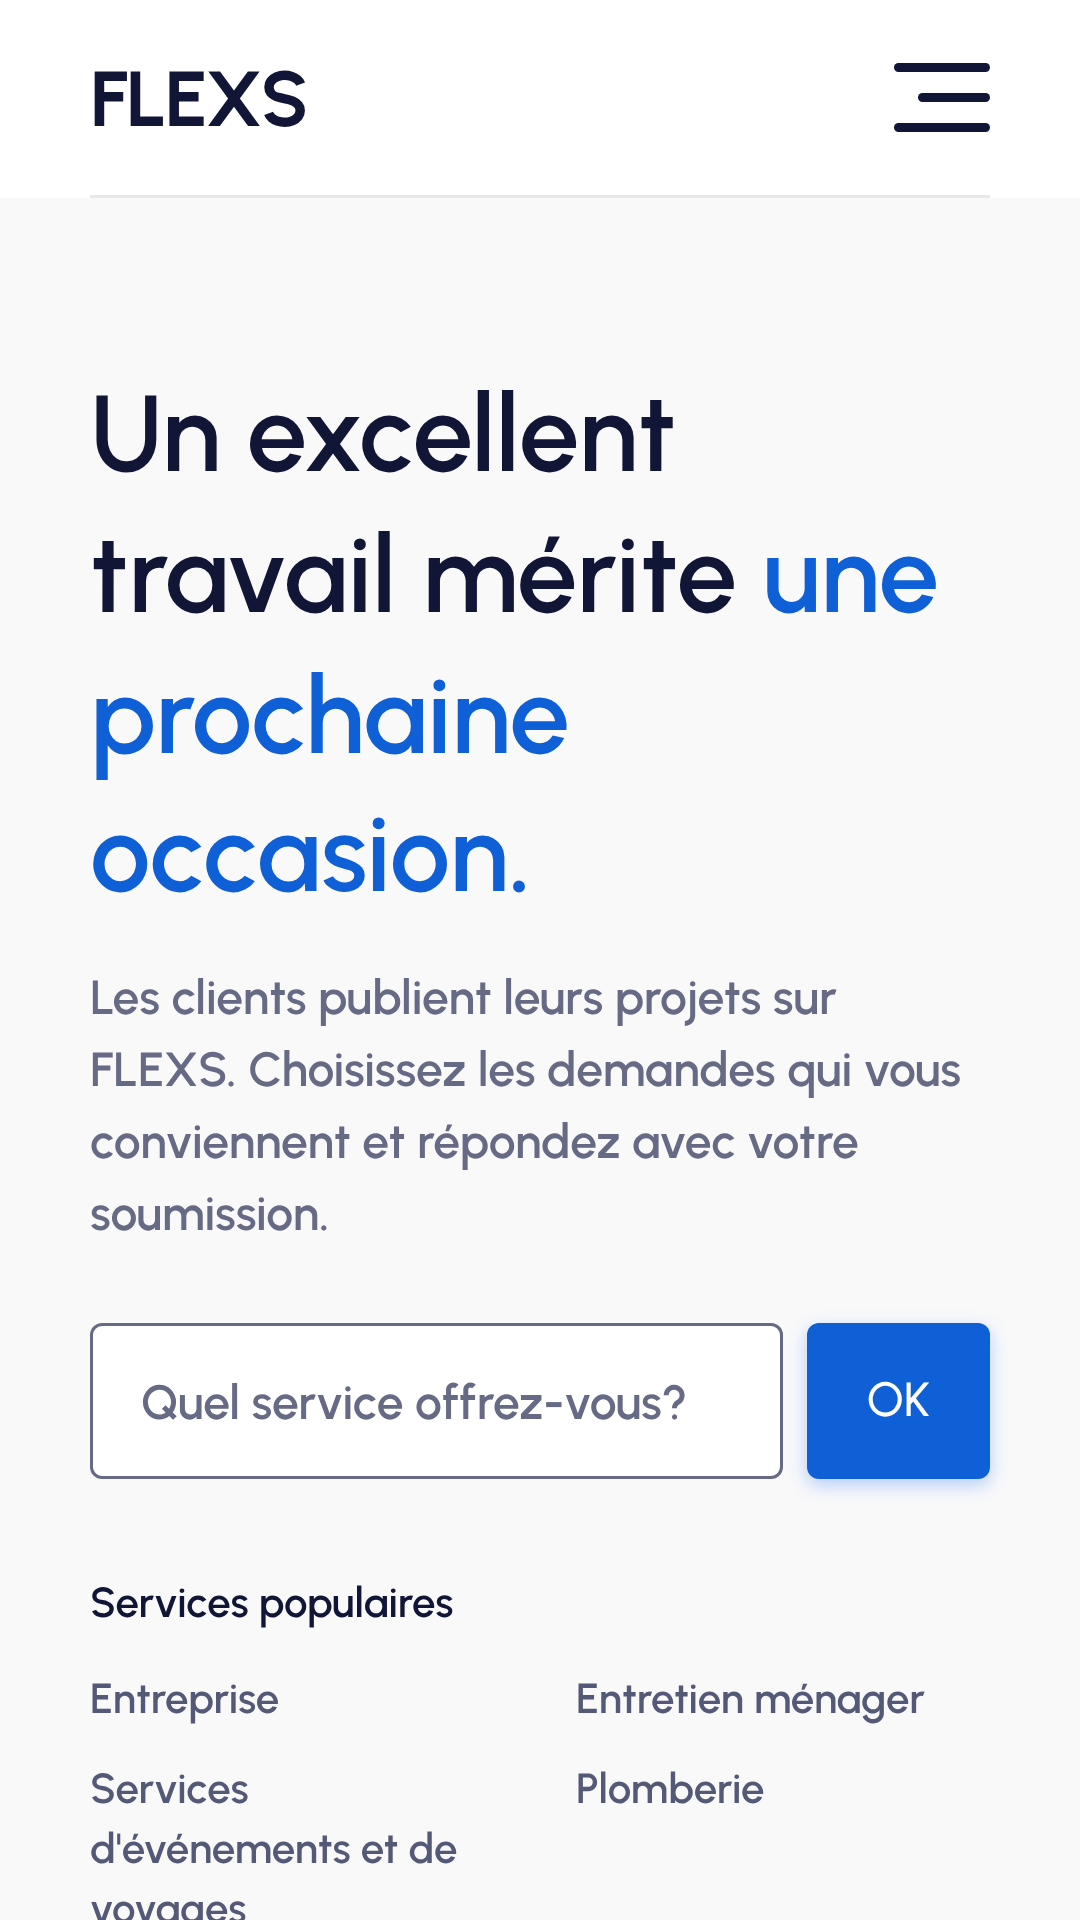 FLEXS
Un excellent
travail mérite une
prochaine
occasion.
Les clients publient leurs projets sur
FLEXS. Choisissez les demandes qui vous
conviennent et répondez avec votre
soumission.
Quel service offrez-vous?
OK
Services populaires
Entreprise
Entretien ménager
Services
d'événements et de
voyages
Plomberie